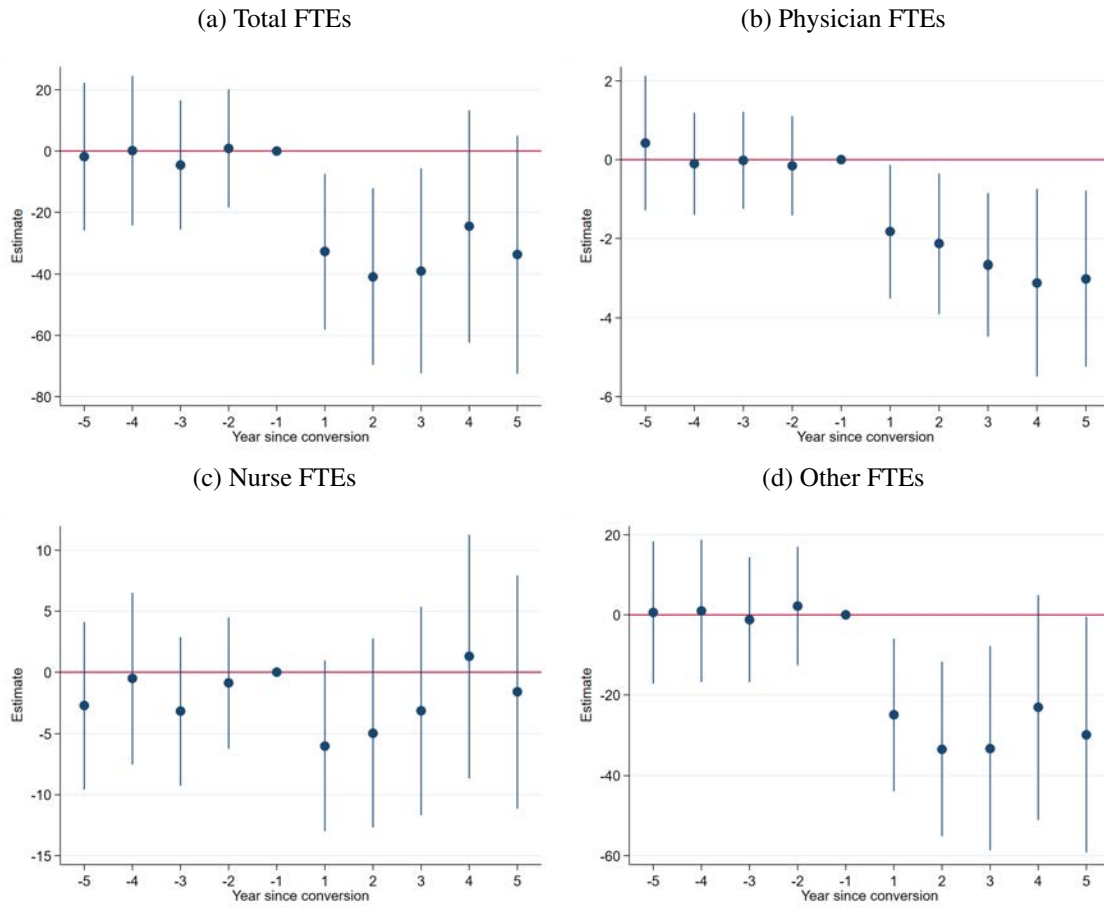 (a) Total FTEs
20
0
-20
-40
-60
-80
Estimate
-5 -4 -3 -2 -1 1 2 3 4 5
Year since conversion
(b) Physician FTEs
2
0
-2
-4
-6
Estimate
-5 -4 -3 -2 -1 1 2 3 4 5
Year since conversion
(c) Nurse FTEs
10
5
0
-5
-10
-15
Estimate
-5 -4 -3 -2 -1 1 2 3 4 5
Year since conversion
(d) Other FTEs
20
0
-20
-40
-60
Estimate
-5 -4 -3 -2 -1 1 2 3 4 5
Year since conversion